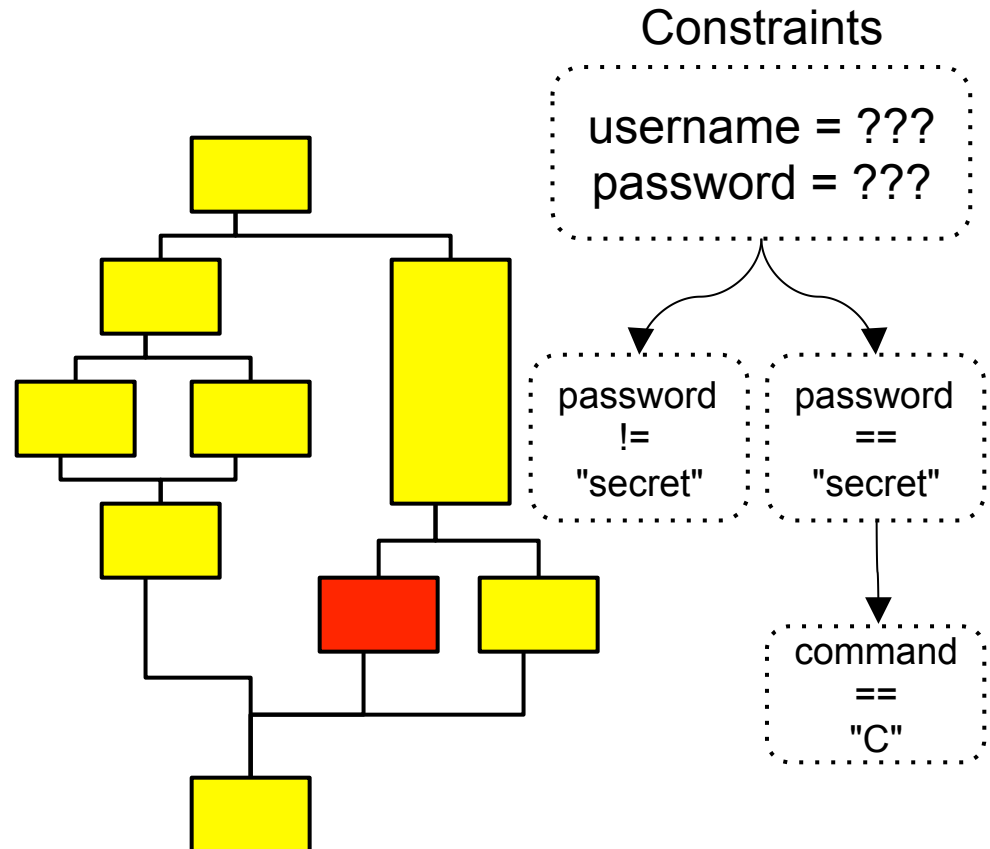 Constraints
username = ???
password = ???
password
!=
"secret"
password
==
"secret"
command
==
"C"